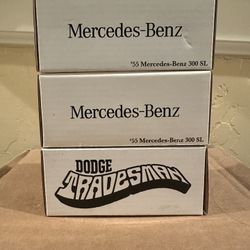 Mercedes-Benz
'55 Mercedes-Benz 300 SL
Mercedes-Benz
'55 Mercedes-Benz 300 SL
DODGE
TRADESMAN